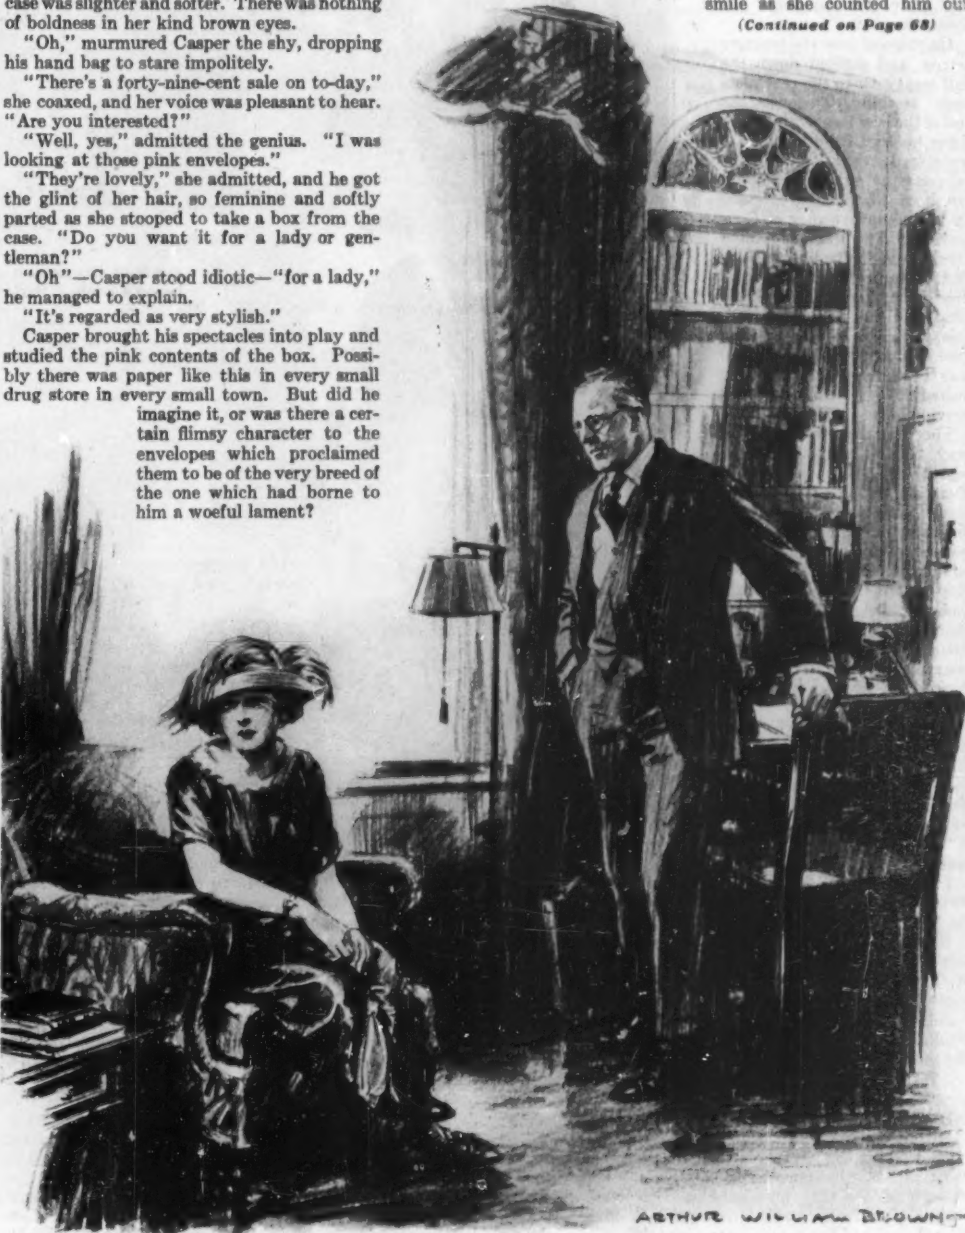 case was slighter and softer. There was nothing
of boldness in her kind brown eyes.
"Oh," murmured Casper the shy, dropping
his hand bag to stare impolitely.
"There's a forty-nine-cent sale on to-day,"
she coaxed, and her voice was pleasant to hear.
"Are you interested?"
"Well, yes," admitted the genius. "I was
looking at those pink envelopes."
"They're lovely," she admitted, and he got
the glint of her hair, so feminine and softly
parted as she stooped to take a box from the
case. "Do you want it for a lady or gen-
tleman?"
"Oh"—Casper stood idiotic—"for a lady,"
he managed to explain.
"It's regarded as very stylish."
Casper brought his spectacles into play and
studied the pink contents of the box. Possi-
bly there was paper like this in every small
drug store in every small town. But did he
imagine it, or was there a cer-
tain flimsy character to the
envelopes which proclaimed
them to be of the very breed of
the one which had borne to
him a woeful lament?
smile as she counted him out
(Continued on Page 68)
ARTHUR WILLIAM BROWN